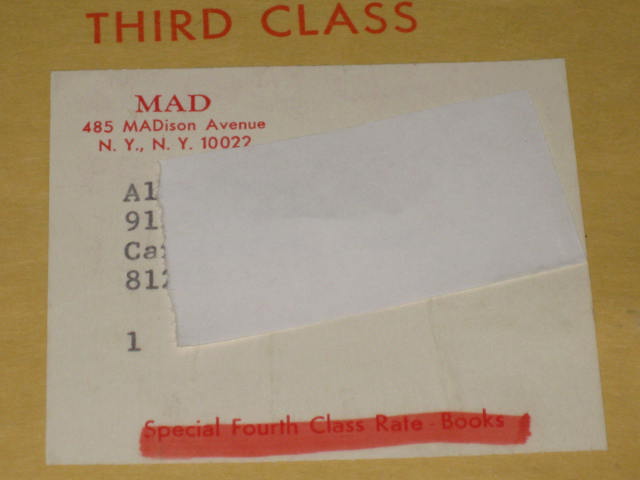 THIRD CLASS
MAD
485 MADison Avenue
N. Y., N. Y. 10022
Al
91
Ca
812
1
Special Fourth Class Rate - Books